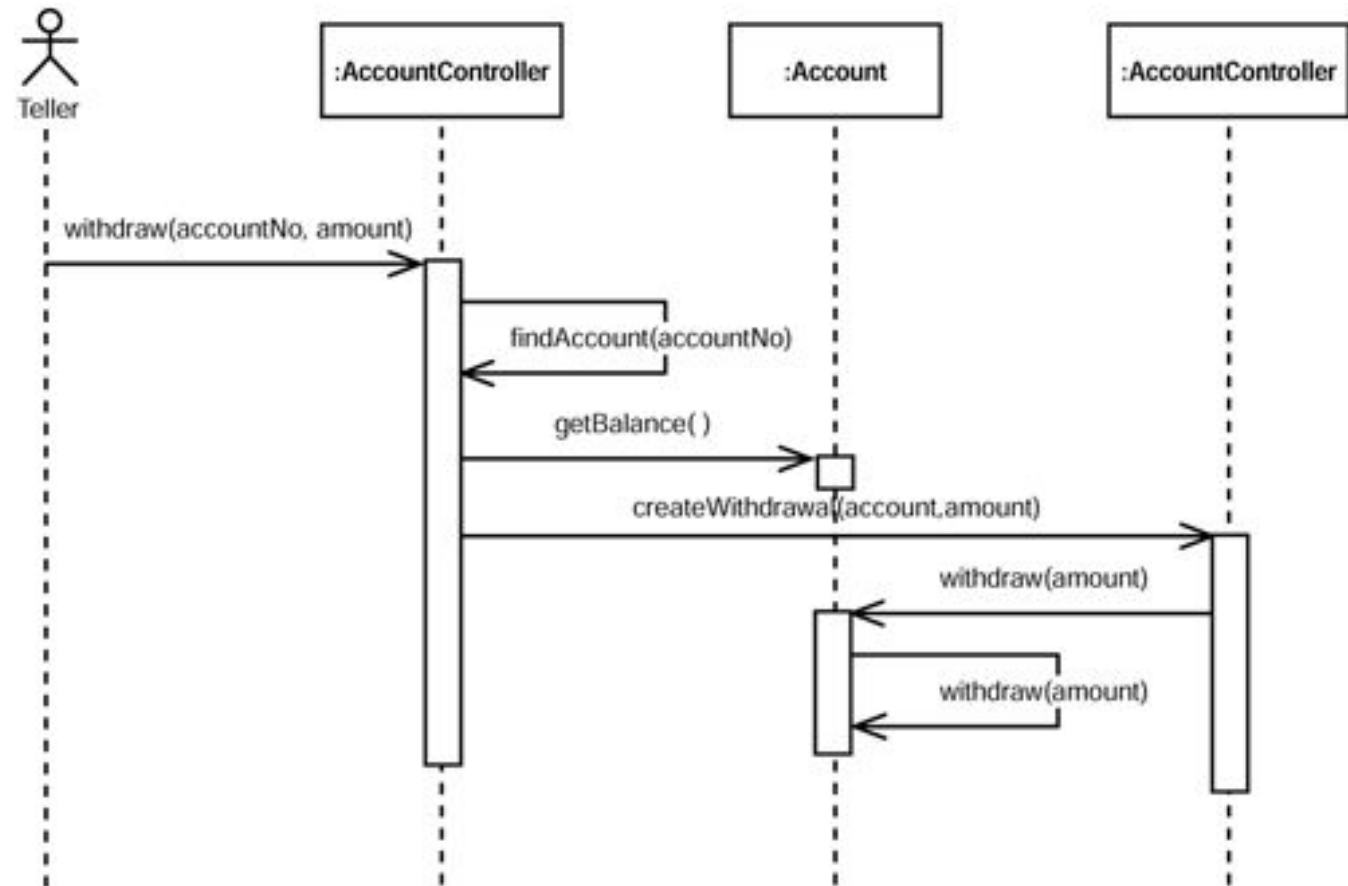 Teller
:AccountController
:Account
:AccountController
withdraw(accountNo, amount)
findAccount(accountNo)
getBalance( )
createWithdrawal(account,amount)
withdraw(amount)
withdraw(amount)